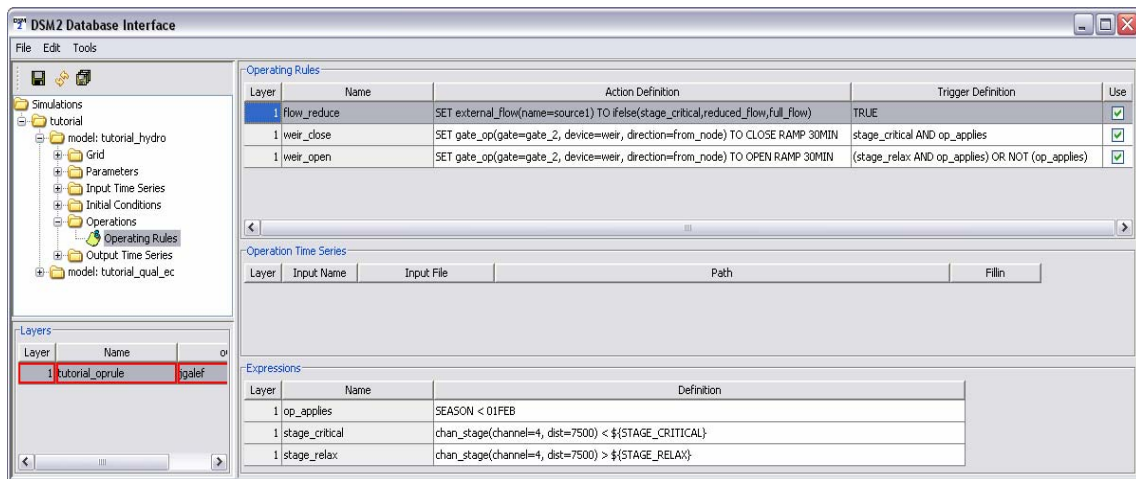 DSM2 Database Interface
File Edit Tools
Simulations
tutorial
model: tutorial_hydro
Grid
Parameters
Input Time Series
Initial Conditions
Operations
Operating Rules
Output Time Series
model: tutorial_qual_ec
Layers
Layer Name
1 tutorial_oprule jgalef
Operating Rules
Layer Name Action Definition Trigger Definition Use
1 flow_reduce SET external_flow(name=source1) TO ifelse(stage_critical,reduced_flow,full_flow) TRUE
1 weir_close SET gate_op(gate=gate_2, device=weir, direction=from_node) TO CLOSE RAMP 30MIN stage_critical AND op_applies
1 weir_open SET gate_op(gate=gate_2, device=weir, direction=from_node) TO OPEN RAMP 30MIN (stage_relax AND op_applies) OR NOT (op_applies)
Operation Time Series
Layer Input Name Input File Path Fillin
Expressions
Layer Name Definition
1 op_applies SEASON < 01FEB
1 stage_critical chan_stage(channel=4, dist=7500) < ${STAGE_CRITICAL}
1 stage_relax chan_stage(channel=4, dist=7500) > ${STAGE_RELAX}